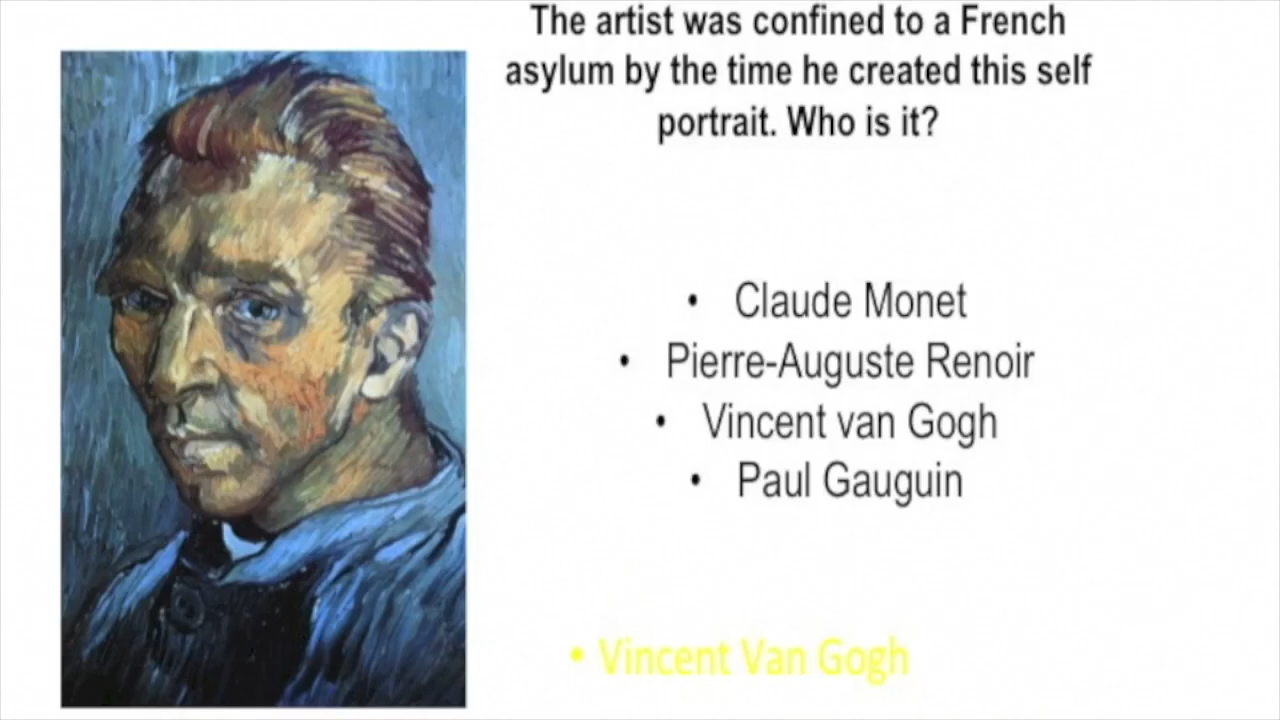 The artist was confined to a French
asylum by the time he created this self
portrait. Who is it?
• Claude Monet
• Pierre-Auguste Renoir
• Vincent van Gogh
• Paul Gauguin
• Vincent Van Gogh